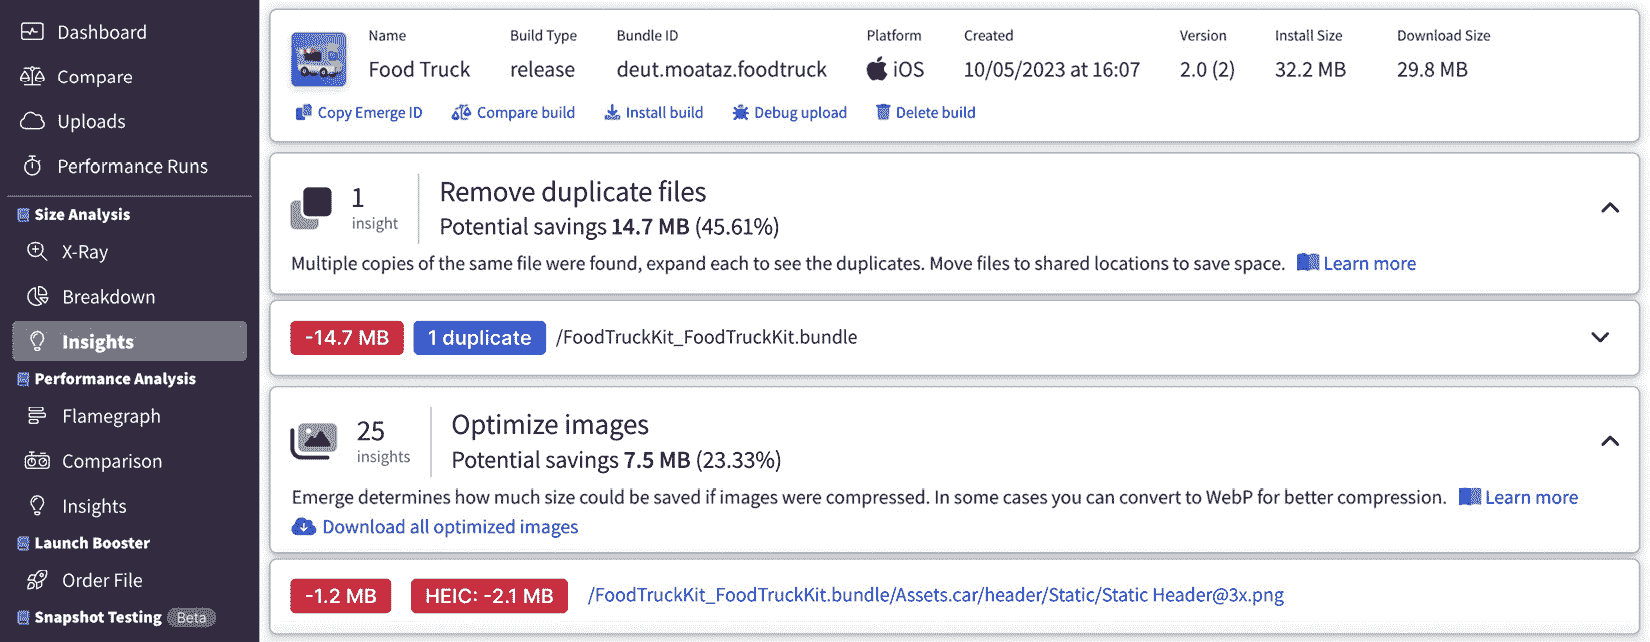 Dashboard
Compare
Uploads
Performance Runs
Size Analysis
X-Ray
Breakdown
Insights
Performance Analysis
Flamegraph
Comparison
Insights
Launch Booster
Order File
Snapshot Testing Beta
Name Build Type Bundle ID Platform Created Version Install Size Download Size
Food Truck release deut.moataz.foodtruck iOS 10/05/2023 at 16:07 2.0 (2) 32.2 MB 29.8 MB
Copy Emerge ID Compare build Install build Debug upload Delete build
1 insight
Remove duplicate files
Potential savings 14.7 MB (45.61%)
Multiple copies of the same file were found, expand each to see the duplicates. Move files to shared locations to save space. Learn more
-14.7 MB 1 duplicate /FoodTruckKit_FoodTruckKit.bundle
25 insights
Optimize images
Potential savings 7.5 MB (23.33%)
Emerge determines how much size could be saved if images were compressed. In some cases you can convert to WebP for better compression. Learn more
Download all optimized images
-1.2 MB HEIC: -2.1 MB /FoodTruckKit_FoodTruckKit.bundle/Assets.car/header/Static/Static Header@3x.png